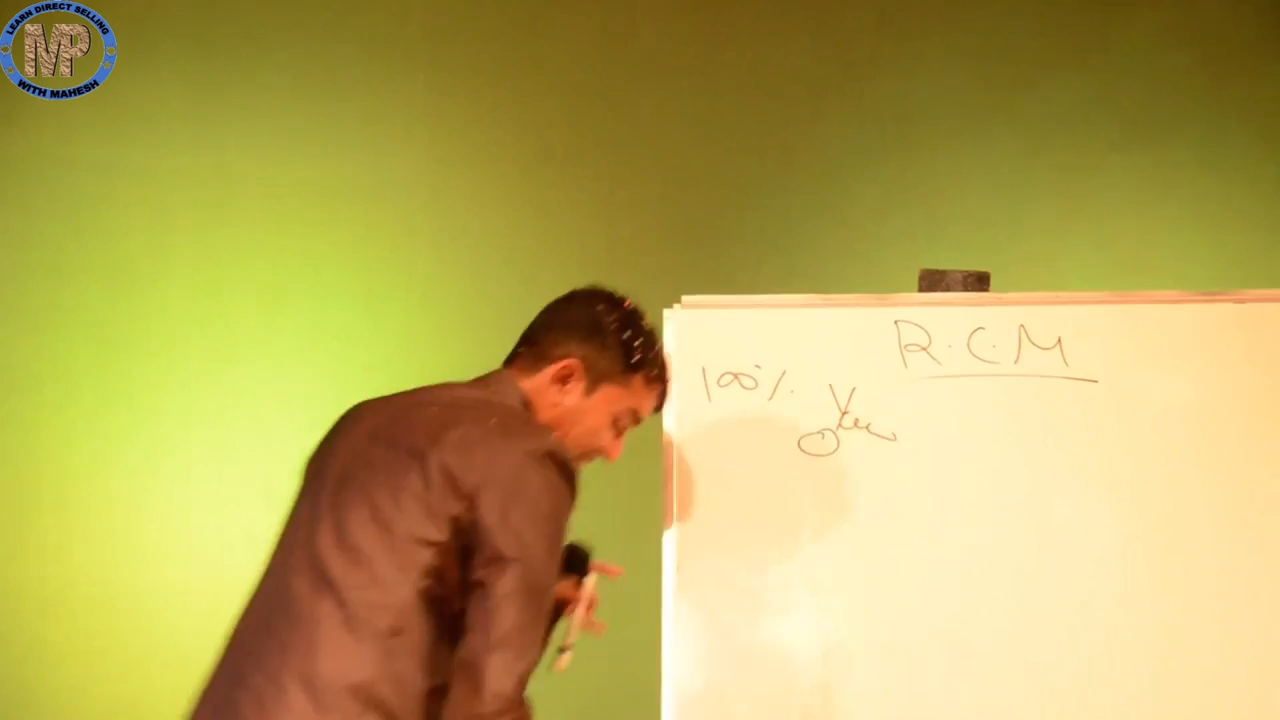 LEARN DIRECT SELLING
MP
WITH MAHESH
R.C.M
100%.